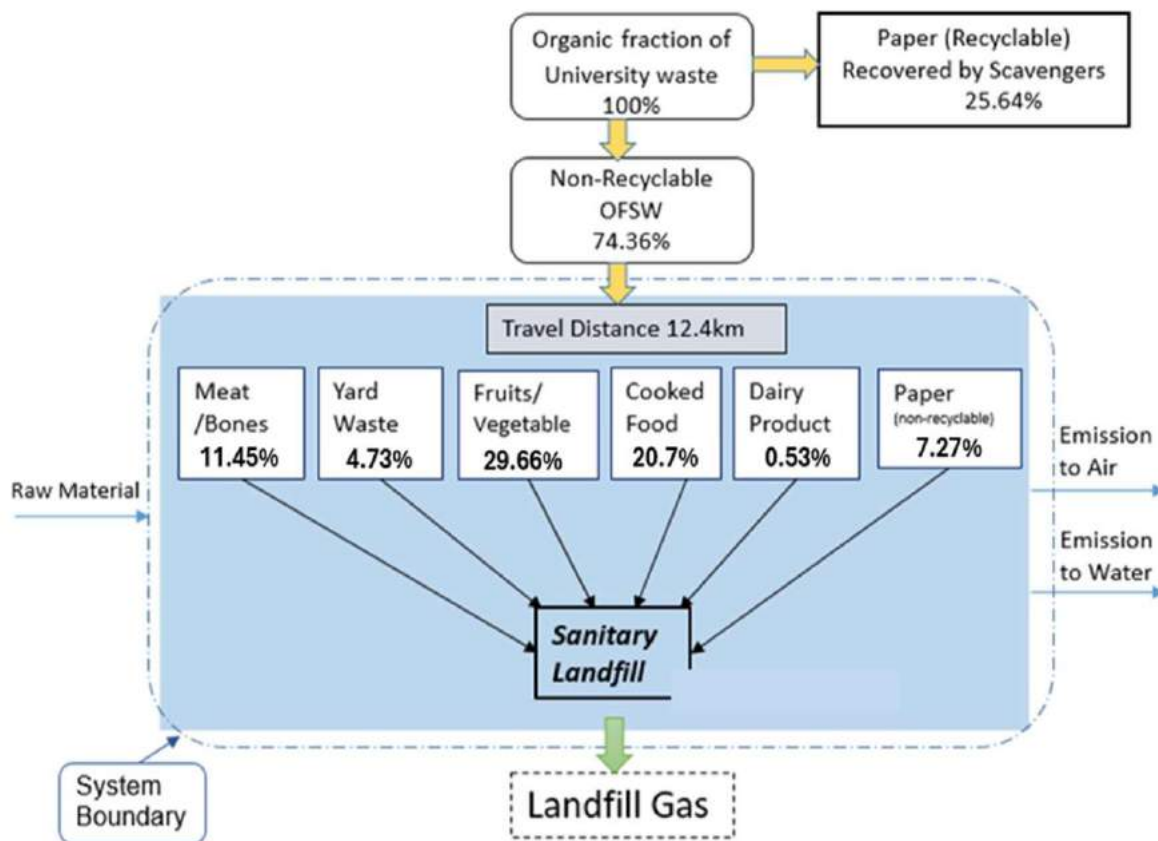 Organic fraction of
University waste
100%
Paper (Recyclable)
Recovered by Scavengers
25.64%
Non-Recyclable
OFSW
74.36%
Travel Distance 12.4km
Meat
/Bones
11.45%
Yard
Waste
4.73%
Fruits/
Vegetable
29.66%
Cooked
Food
20.7%
Dairy
Product
0.53%
Paper
(non-recyclable)
7.27%
Raw Material
Emission
to Air
Emission
to Water
Sanitary
Landfill
System
Boundary
Landfill Gas